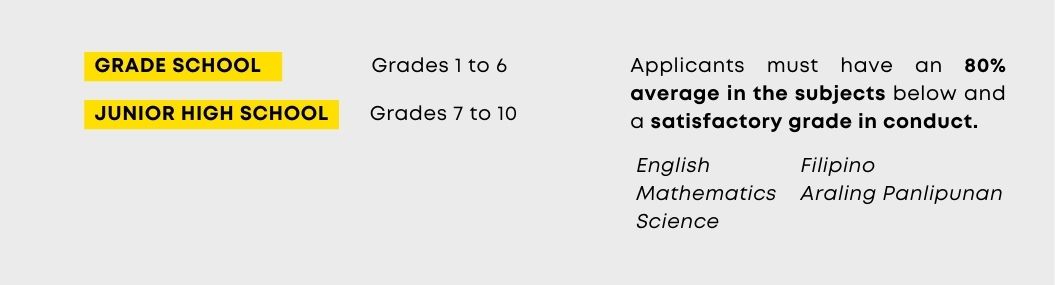 GRADE SCHOOL
Grades 1 to 6
JUNIOR HIGH SCHOOL
Grades 7 to 10
Applicants must have an 80%
average in the subjects below and
a satisfactory grade in conduct.
English
Filipino
Mathematics
Araling Panlipunan
Science